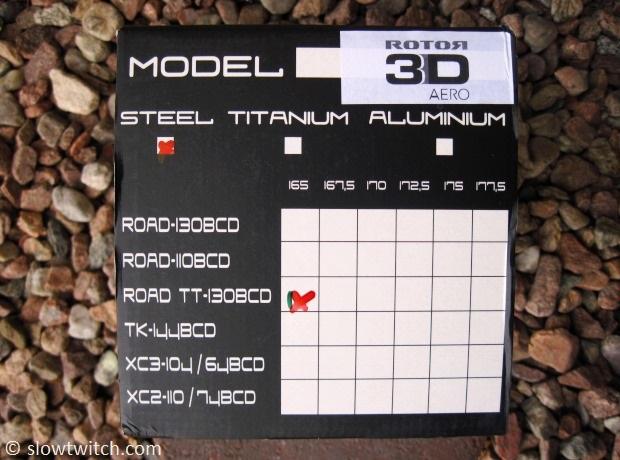 MODEL ROTOR
3D
AERO
STEEL TITANIUM ALUMINIUM
165 167,5 170 172,5 175 177,5
ROAD-130BCD
ROAD-110BCD
ROAD TT-130BCD
TK-144BCD
XC3-104/64BCD
XC2-110/74BCD
© slowtwitch.com